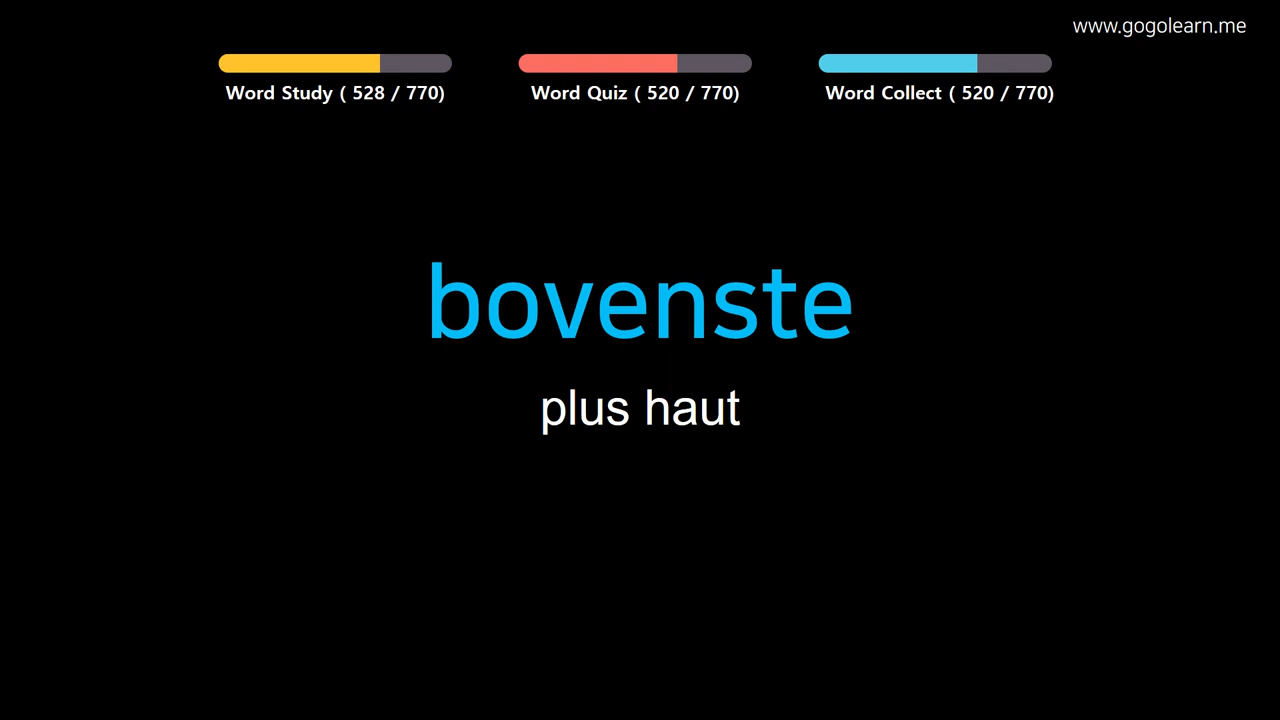 www.gogolearn.me
Word Study ( 528 / 770)
Word Quiz ( 520 / 770)
Word Collect ( 520 / 770)
bovenste
plus haut